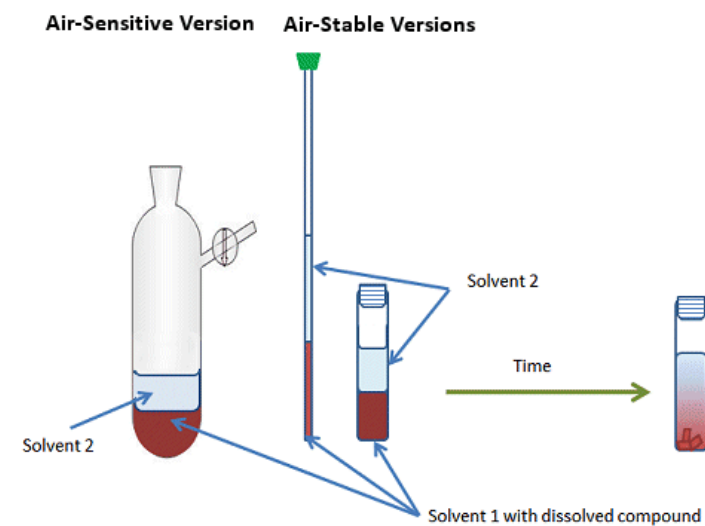 Air-Sensitive Version
Air-Stable Versions
Solvent 2
Time
Solvent 2
Solvent 1 with dissolved compound